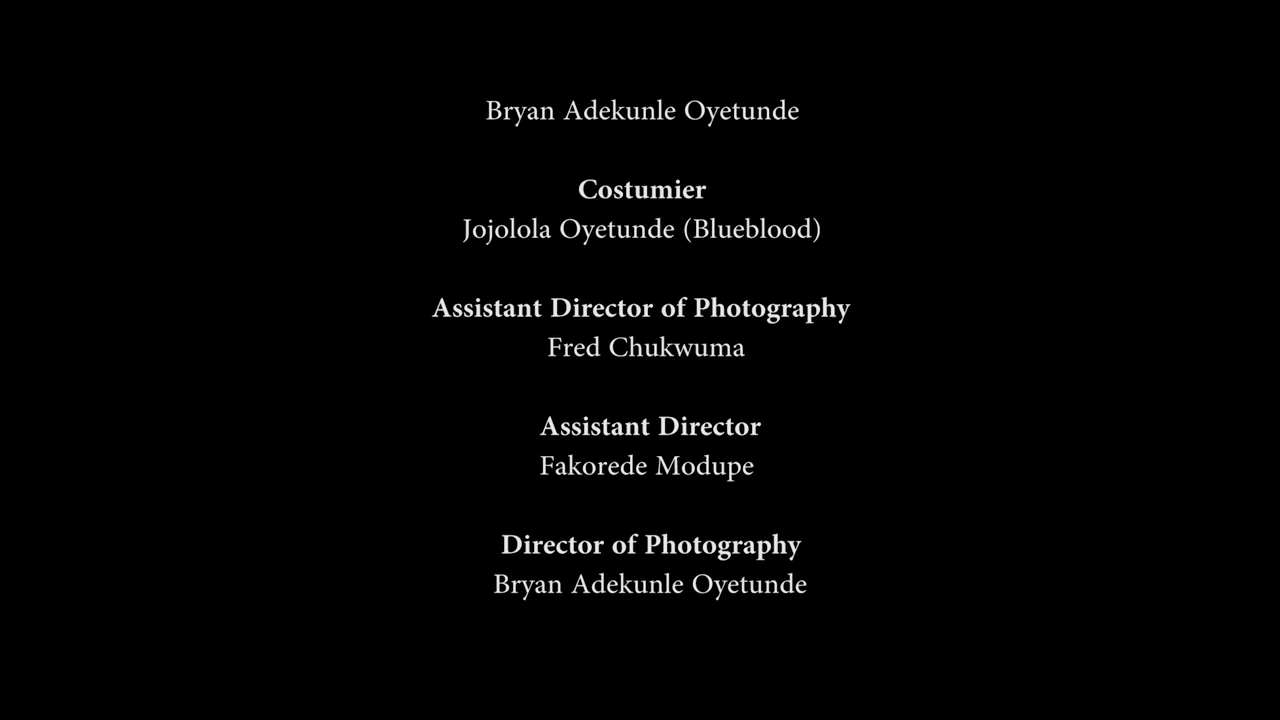 Bryan Adekunle Oyetunde
Costumier
Jojolola Oyetunde (Blueblood)
Assistant Director of Photography
Fred Chukwuma
Assistant Director
Fakorede Modupe
Director of Photography
Bryan Adekunle Oyetunde